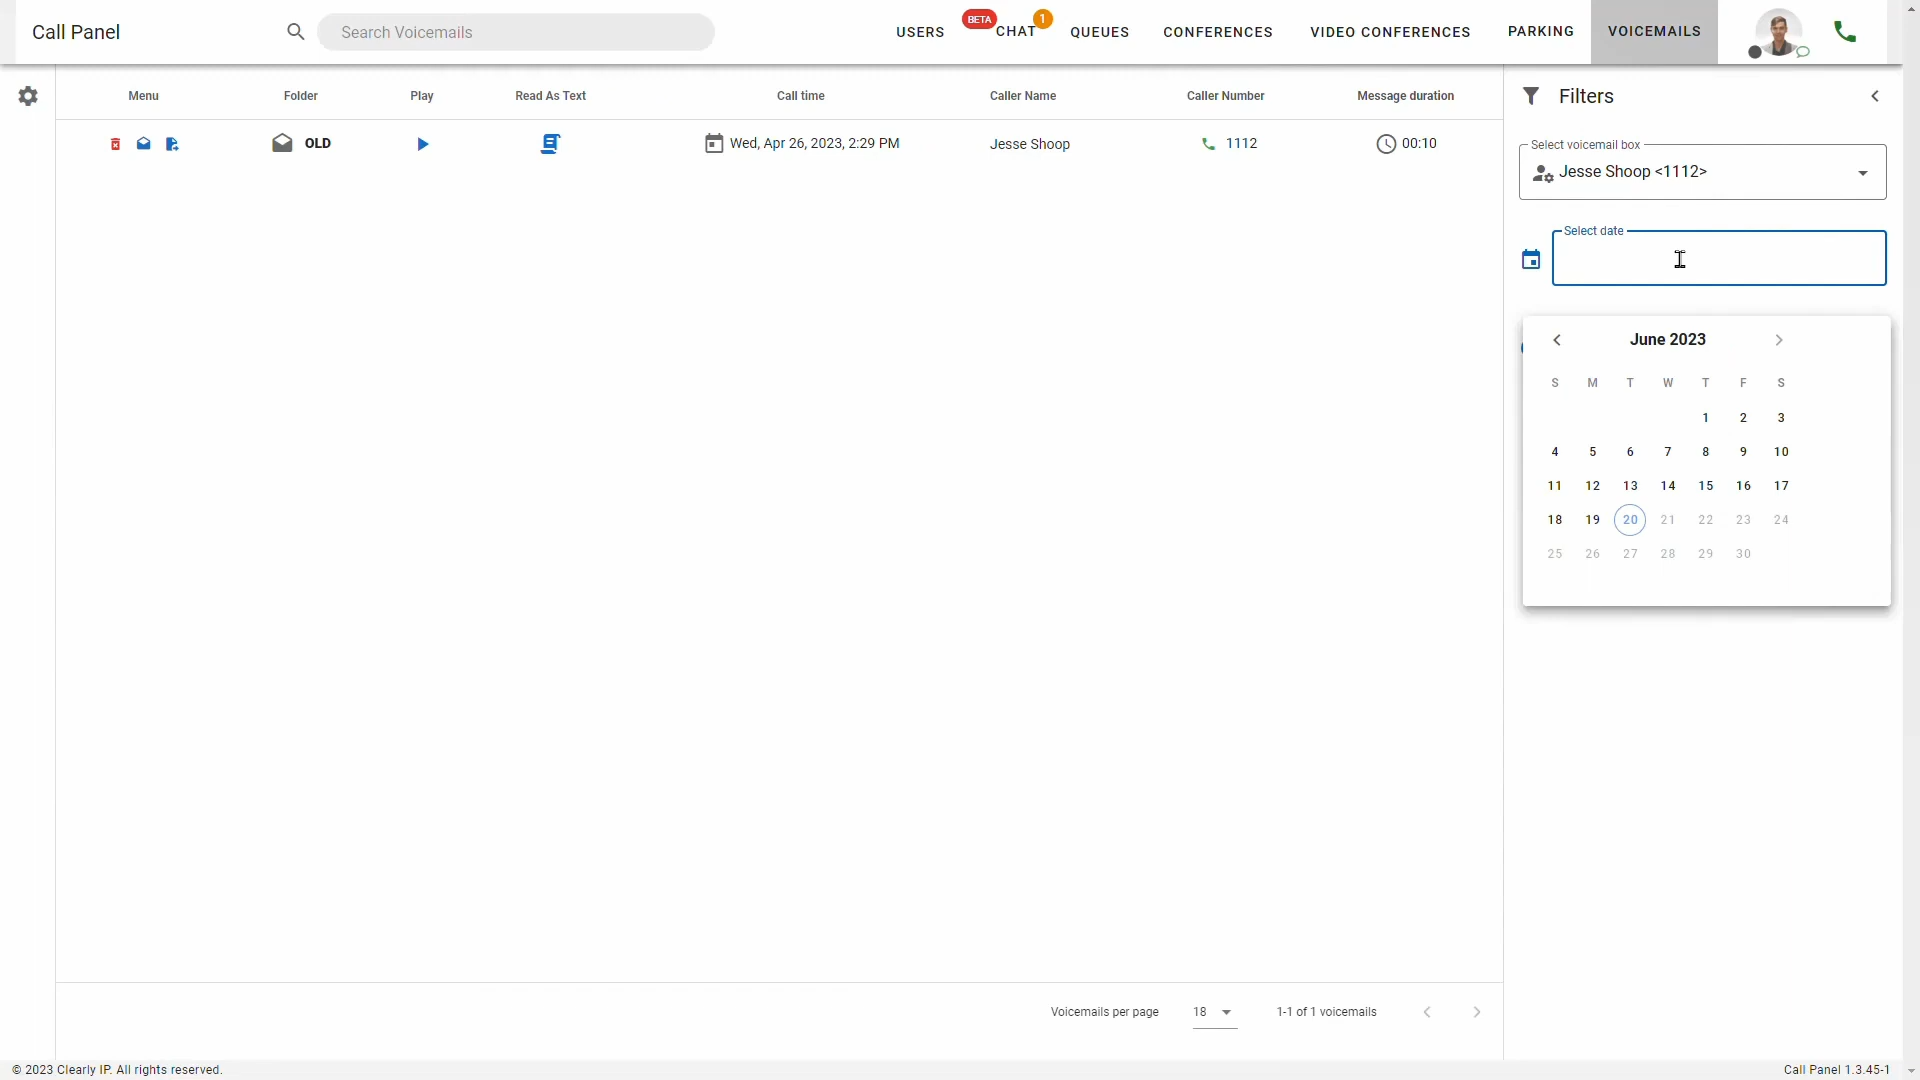 Call Panel
Search Voicemails
USERS
BETA
CHAT
1
QUEUES
CONFERENCES
VIDEO CONFERENCES
PARKING
VOICEMAILS
Menu Folder Play Read As Text Call time Caller Name Caller Number Message duration
OLD Wed, Apr 26, 2023, 2:29 PM Jesse Shoop 1112 00:10
Filters
Select voicemail box
Jesse Shoop <1112>
Select date
June 2023
S M T W T F S
1 2 3
4 5 6 7 8 9 10
11 12 13 14 15 16 17
18 19 20 21 22 23 24
25 26 27 28 29 30
Voicemails per page 18 1-1 of 1 voicemails
© 2023 Clearly IP. All rights reserved.
Call Panel 1.3.45-1